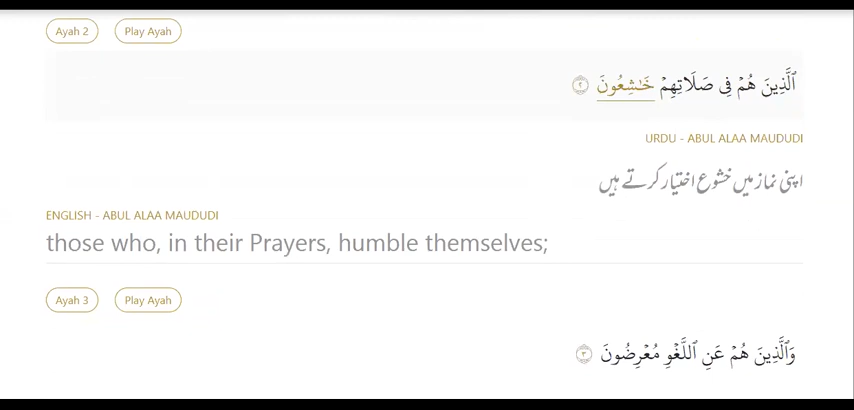 Ayah 2 Play Ayah
ٱلَّذِينَ هُمْ فِى صَلَاتِهِمْ خَـٰشِعُونَ ٢
URDU - ABUL ALAA MAUDUDI
اپنی نماز میں خشوع اختیار کرتے ہیں
ENGLISH - ABUL ALAA MAUDUDI
those who, in their Prayers, humble themselves;
Ayah 3 Play Ayah
وَٱلَّذِينَ هُمْ عَنِ ٱللَّغْوِ مُعْرِضُونَ ٣